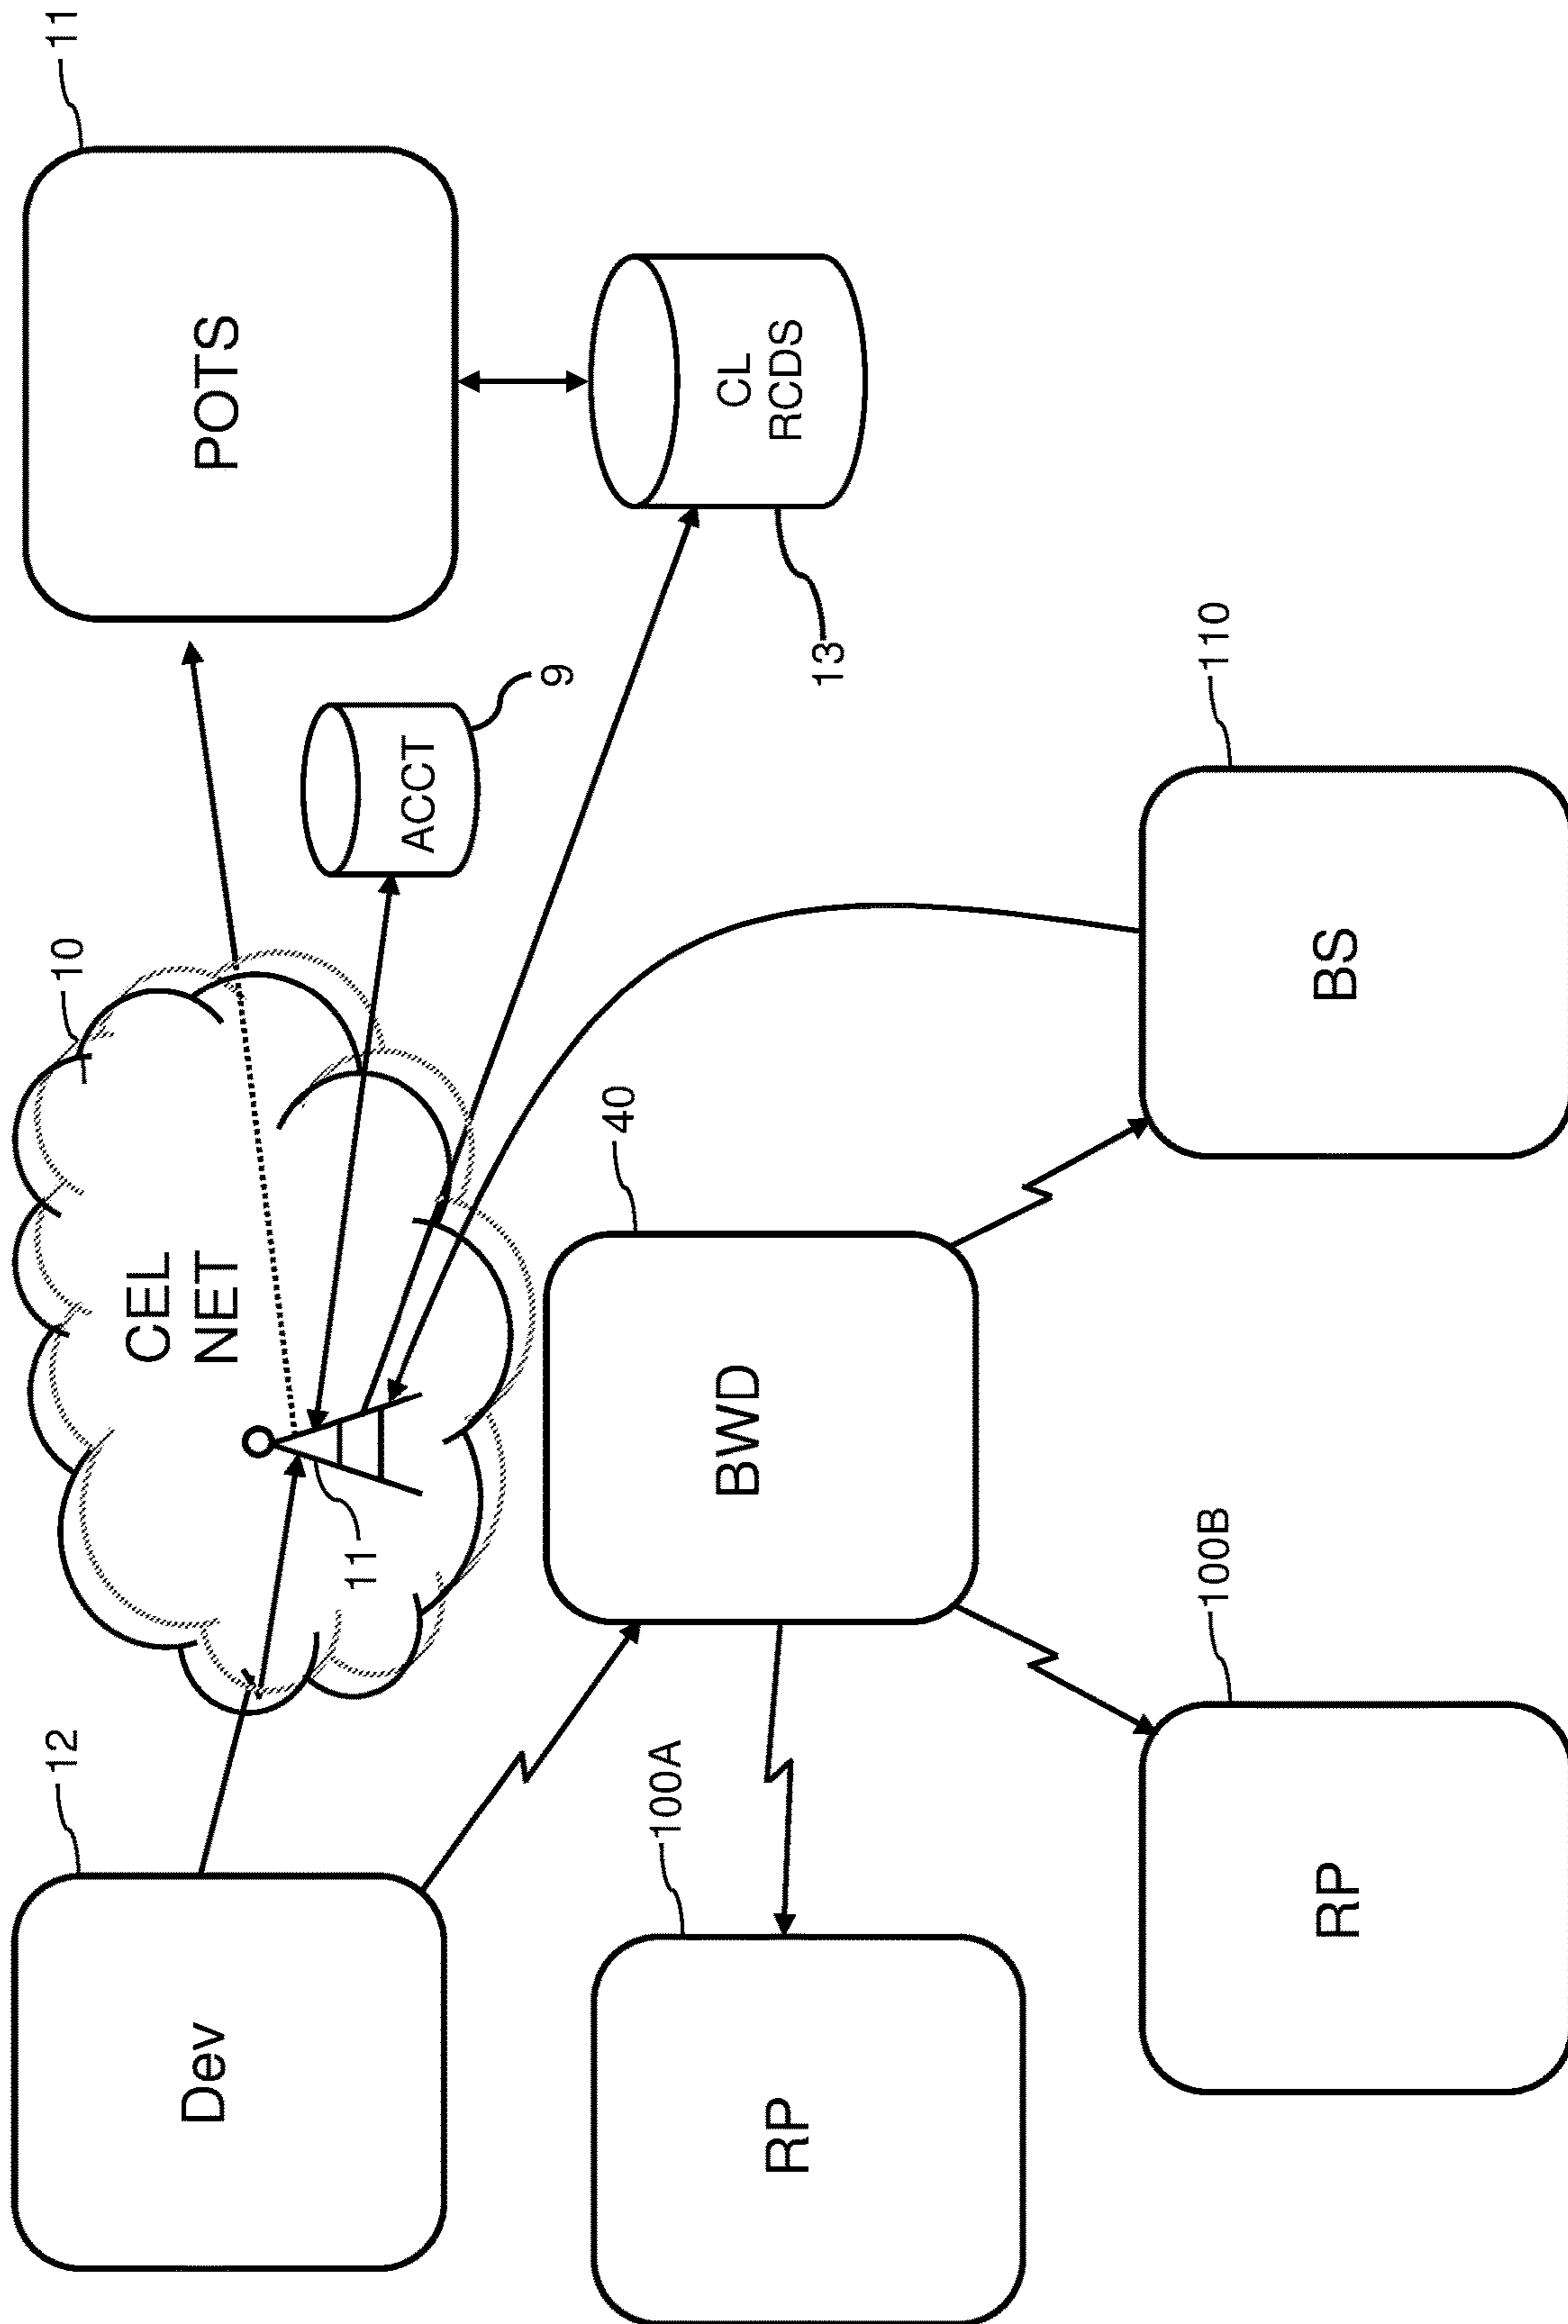 12
10
11
Dev
CEL
NET
POTS
11
ACCT
9
CL
RCDS
13
100A
40
RP
BWD
100B
110
RP
BS